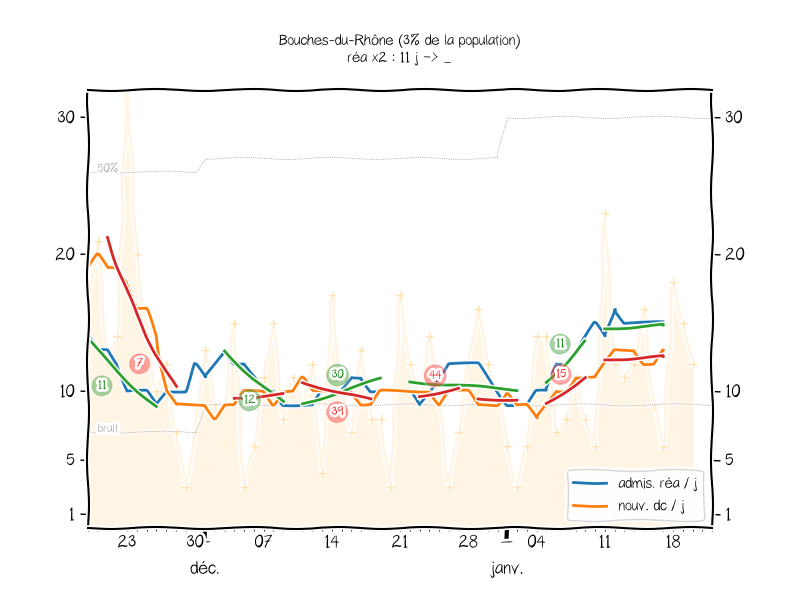 Bouches-du-Rhône (3% de la population)
réa x2 : 11 j -> _
30 30
50%
20 20
11 7 12 30 39 44 11 15
10 10
bruit
5 5
1 1
admis. réa / j
nouv. dc / j
23 30 07 14 21 28 04 11 18
déc. janv.